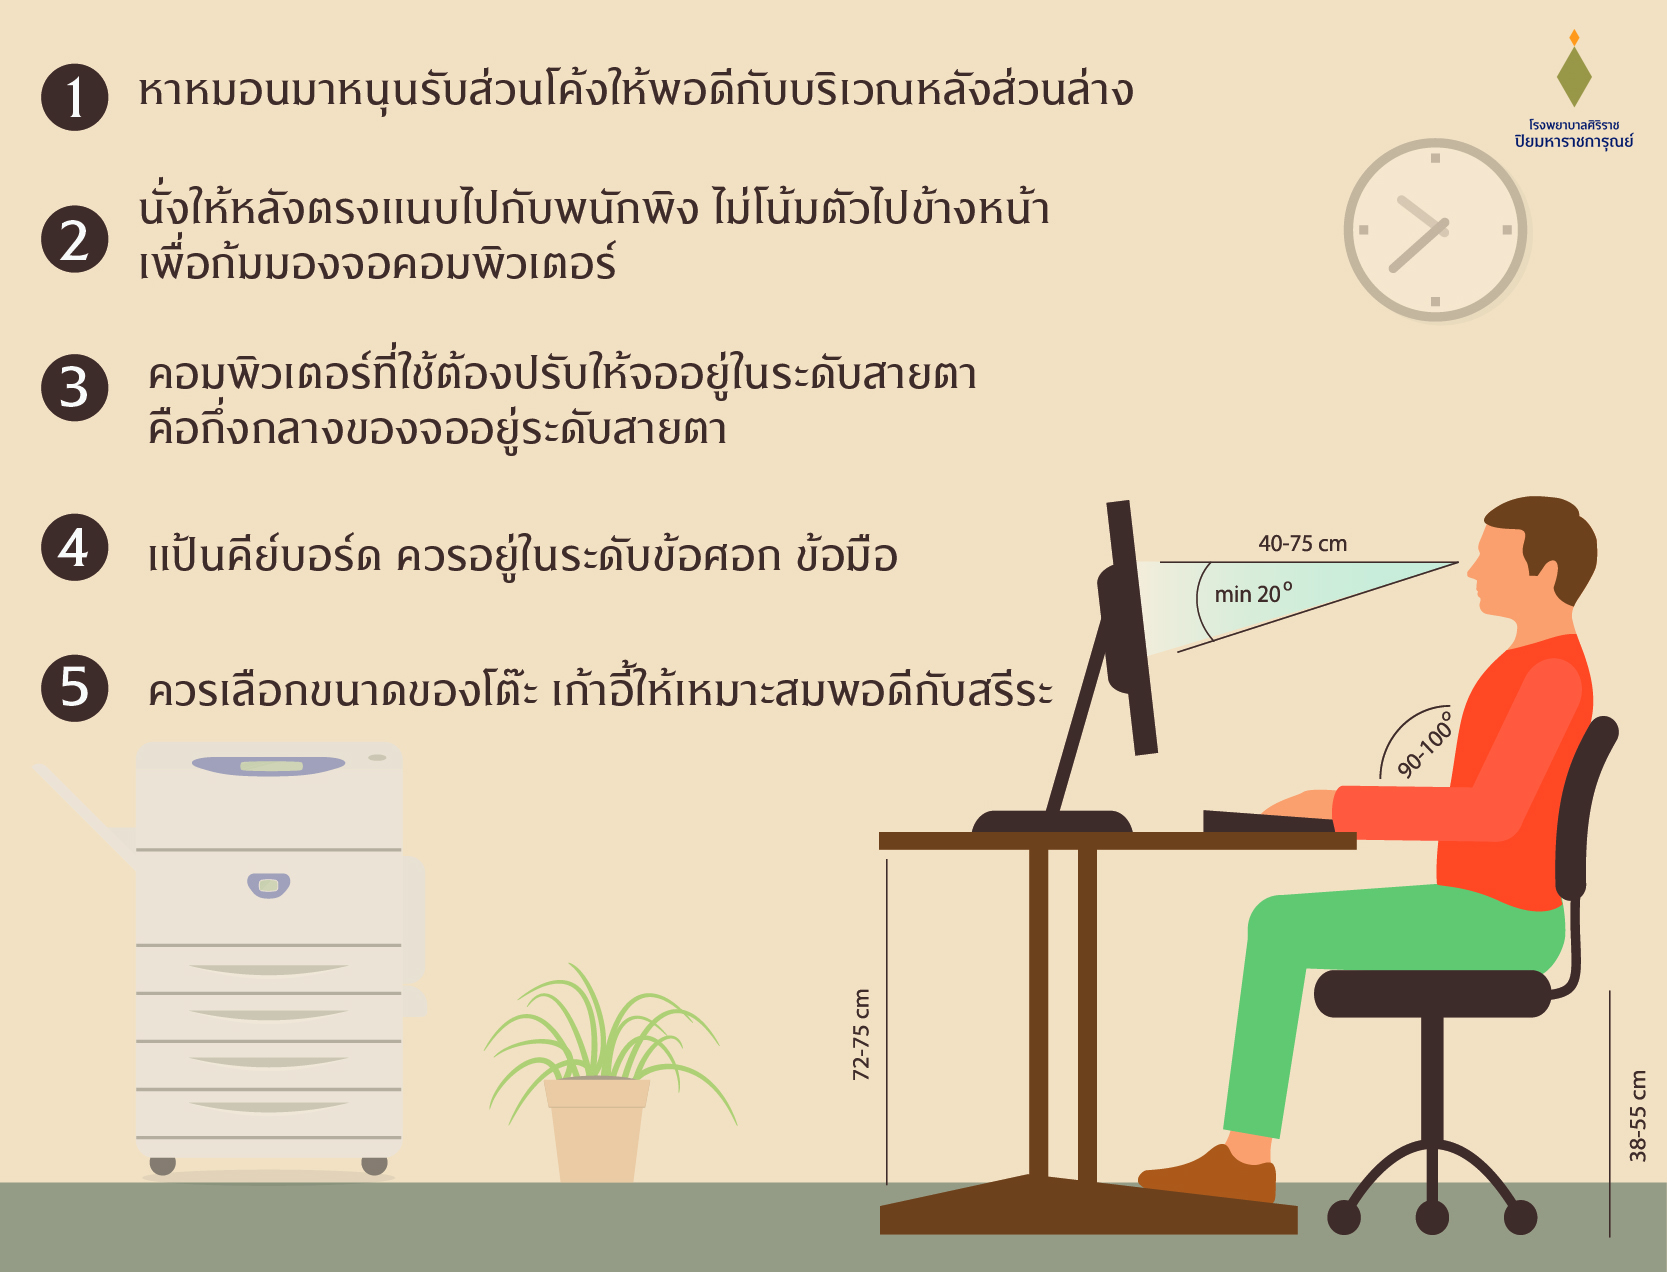 1 หาหมอนมาหนุนรับส่วนโค้งให้พอดีกับบริเวณหลังส่วนล่าง
โรงพยาบาลศิริราช
ปิยมหาราชการุณย์
2 นั่งให้หลังตรงแนบไปกับพนักพิง ไม่โน้มตัวไปข้างหน้า
เพื่อก้มมองจอคอมพิวเตอร์
3 คอมพิวเตอร์ที่ใช้ต้องปรับให้จออยู่ในระดับสายตา
คือกึ่งกลางของจออยู่ระดับสายตา
4 แป้นคีย์บอร์ด ควรอยู่ในระดับข้อศอก ข้อมือ
5 ควรเลือกขนาดของโต๊ะ เก้าอี้ให้เหมาะสมพอดีกับสรีระ
40-75 cm
min 20°
90-100°
72-75 cm
38-55 cm